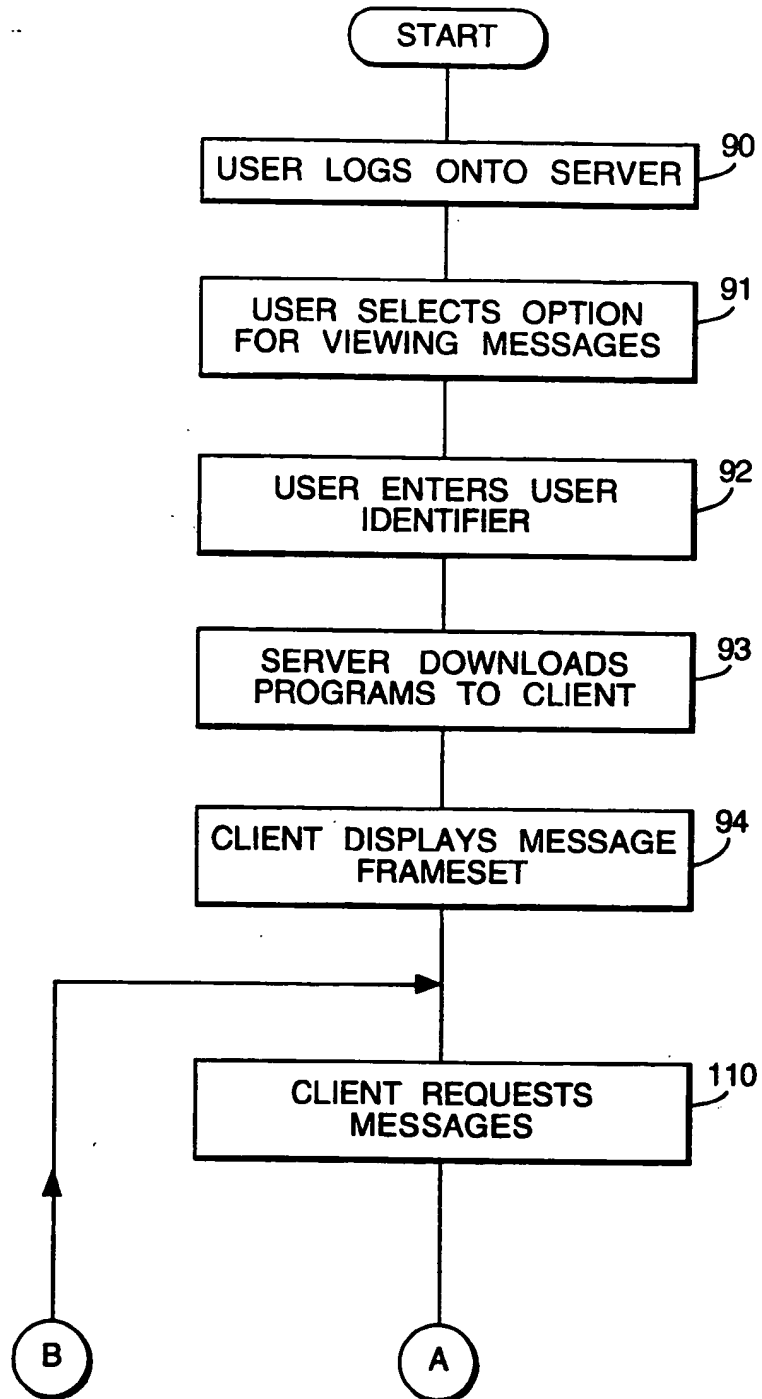 START
90
USER LOGS ONTO SERVER
91
USER SELECTS OPTION
FOR VIEWING MESSAGES
92
USER ENTERS USER
IDENTIFIER
93
SERVER DOWNLOADS
PROGRAMS TO CLIENT
94
CLIENT DISPLAYS MESSAGE
FRAMESET
110
CLIENT REQUESTS
MESSAGES
B
A